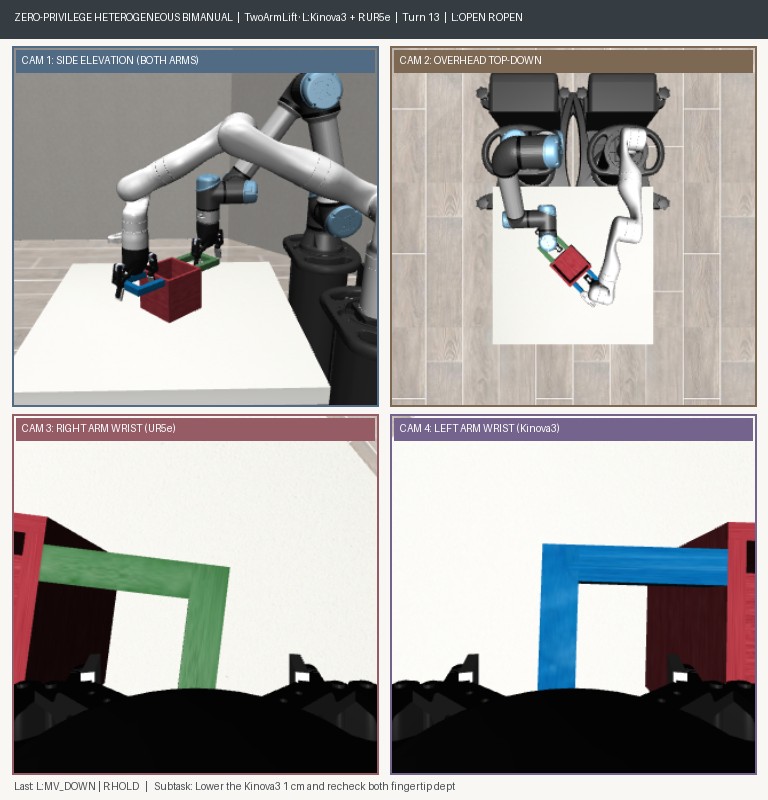 ZERO-PRIVILEGE HETEROGENEOUS BIMANUAL | TwoArmLift · L:Kinova3 + R:UR5e | Turn 13 | L:OPEN R:OPEN
CAM 1: SIDE ELEVATION (BOTH ARMS)
CAM 2: OVERHEAD TOP-DOWN
CAM 3: RIGHT ARM WRIST (UR5e)
CAM 4: LEFT ARM WRIST (Kinova3)
Last: L:MV_DOWN | R:HOLD | Subtask: Lower the Kinova3 1 cm and recheck both fingertip dept